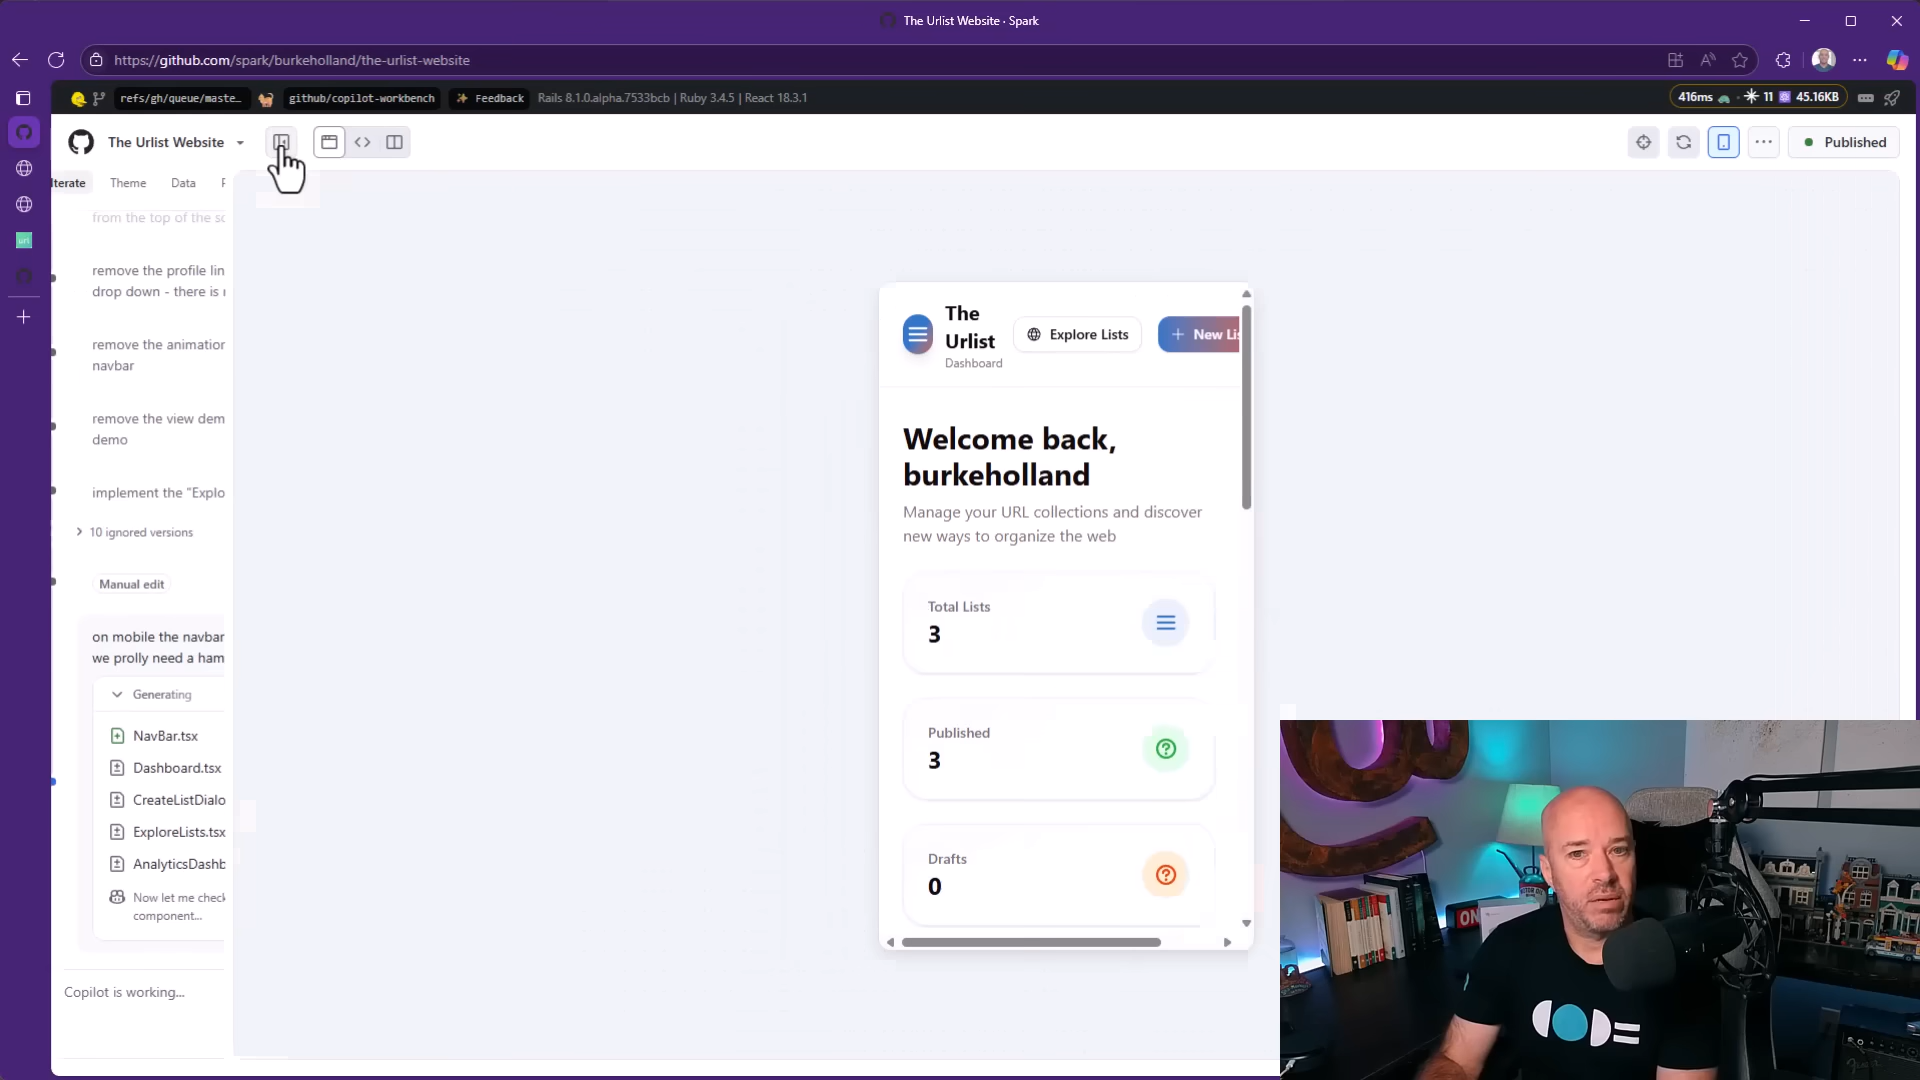 The Urlist Website · Spark
https://github.com/spark/burkeholland/the-urlist-website
refs/gh/queue/maste...
github/copilot-workbench
Feedback
Rails 8.1.0.alpha.7533bcb | Ruby 3.4.5 | React 18.3.1
416ms
11
45.16KB
The Urlist Website
Published
Iterate
Theme
Data
from the top of the sc
remove the profile lin
drop down - there is r
remove the animation
navbar
remove the view dem
demo
implement the "Explo
10 ignored versions
Manual edit
on mobile the navbar
we prolly need a ham
Generating
NavBar.tsx
Dashboard.tsx
CreateListDialo
ExploreLists.tsx
AnalyticsDashb
Now let me check
component...
Copilot is working...
The
Urlist
Dashboard
Explore Lists
New Lis
Welcome back,
burkeholland
Manage your URL collections and discover
new ways to organize the web
Total Lists
3
Published
3
Drafts
0
ON
CODE